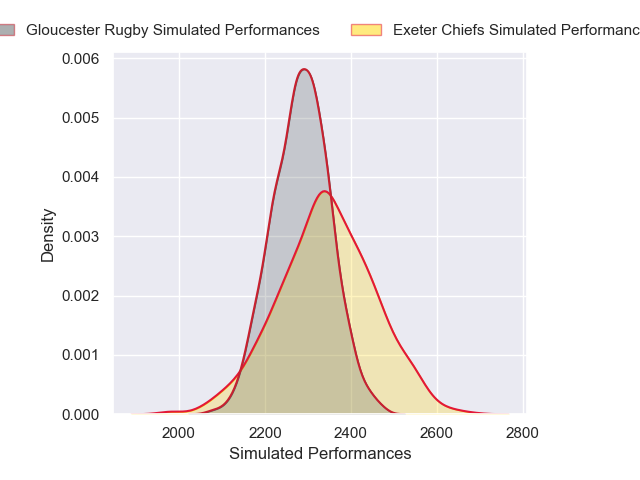 Gloucester Rugby Simulated Performances Exeter Chiefs Simulated
0.006
0.005
0.004
0.003
0.002
0.001
0.000
Density
2000 2200 2400 2600 2800
Simulated Performances